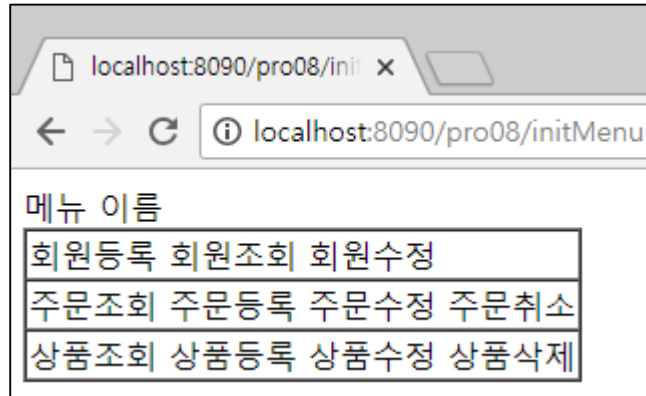 localhost:8090/pro08/init
localhost:8090/pro08/initMenu
메뉴 이름
회원등록 회원조회 회원수정
주문조회 주문등록 주문수정 주문취소
상품조회 상품등록 상품수정 상품삭제